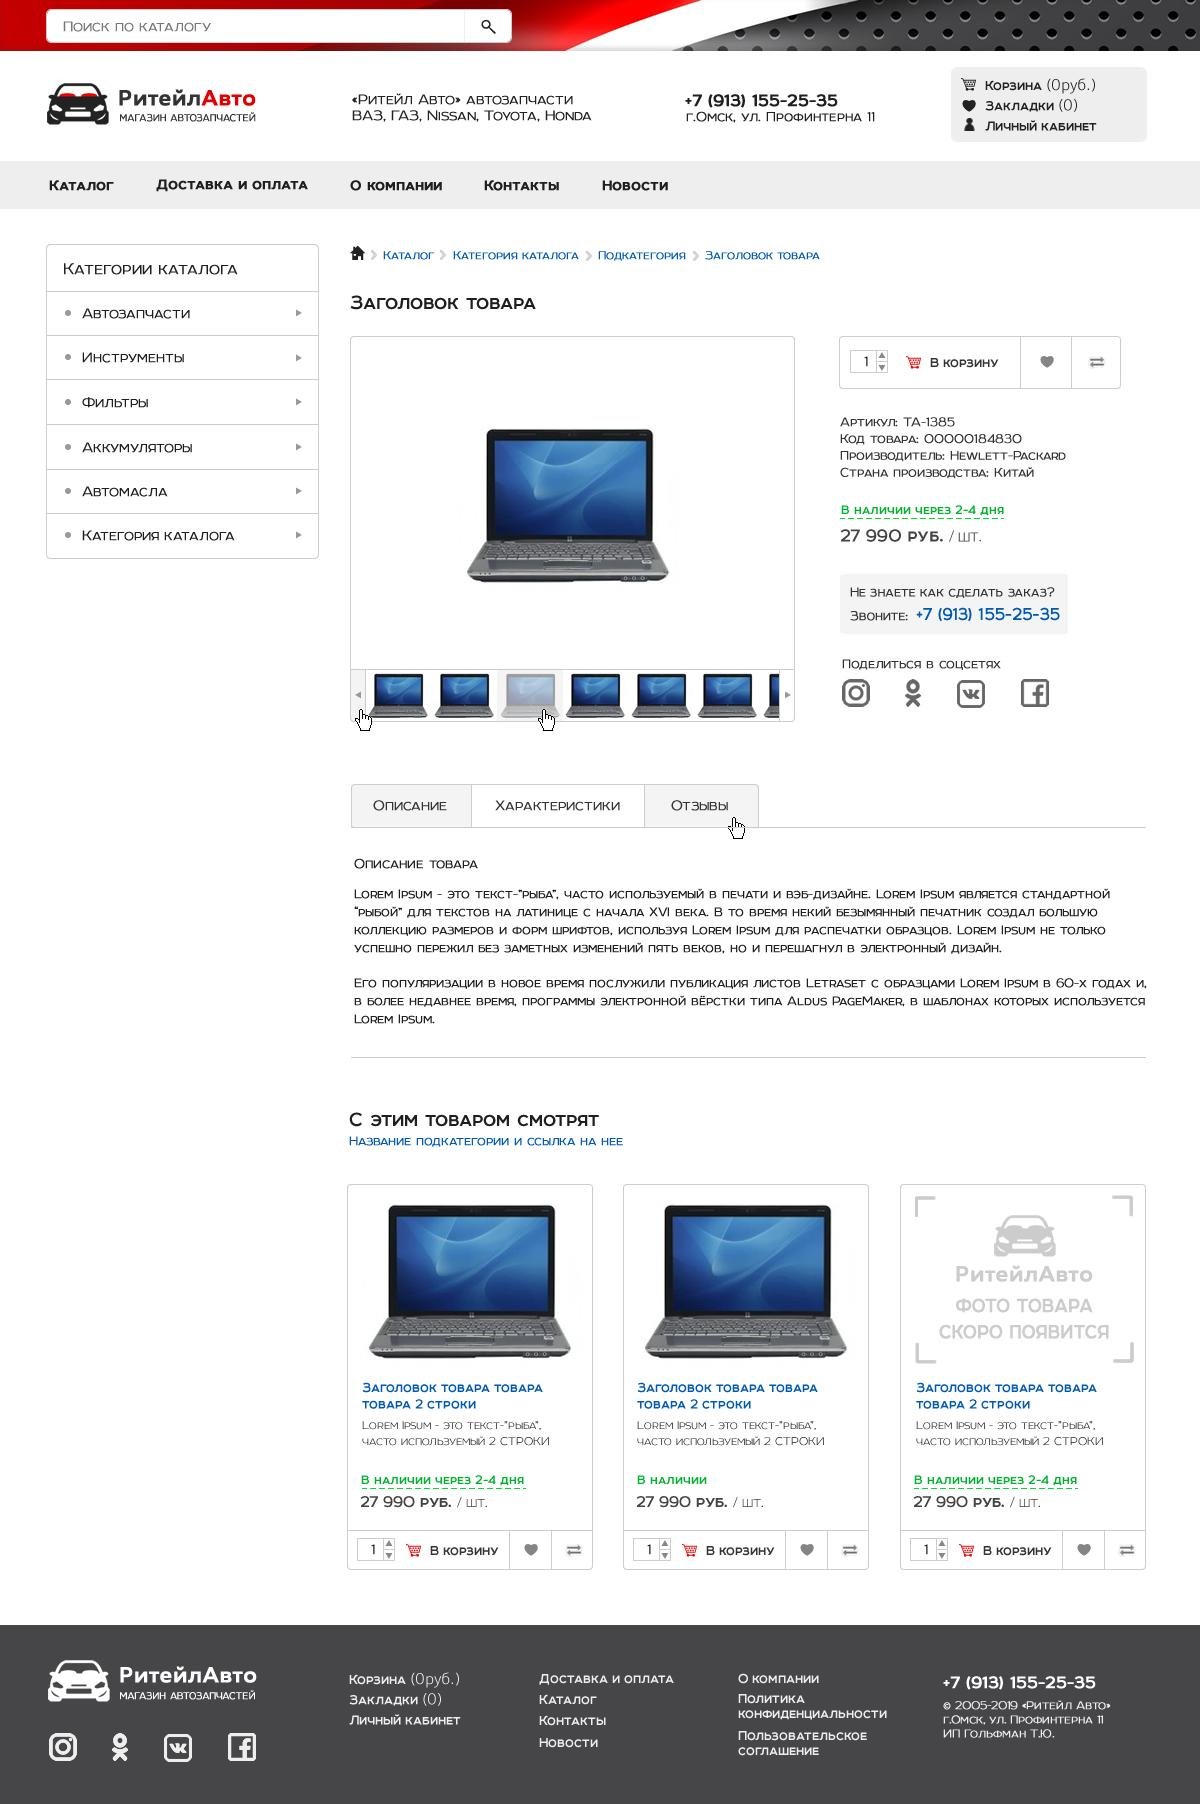 Поиск по каталогу
РитейлАвто
магазин автозапчастей
«Ритейл Авто» автозапчасти
ВАЗ, ГАЗ, Nissan, Toyota, Honda
+7 (913) 155-25-35
г.Омск, ул. Профинтерна 11
Корзина (0руб.)
Закладки (0)
Личный кабинет
Каталог
Доставка и оплата
О компании
Контакты
Новости
Категории каталога
Автозапчасти
Инструменты
Фильтры
Аккумуляторы
Автомасла
Категория каталога
Каталог
Категория каталога
Подкатегория
Заголовок товара
Заголовок товара
1
В корзину
Артикул: TA-1385
Код товара: 00000184830
Производитель: Hewlett-Packard
Страна производства: Китай
В наличии через 2-4 дня
27 990 руб. / шт.
Не знаете как сделать заказ?
Звоните: +7 (913) 155-25-35
Поделиться в соцсетях
Описание
Характеристики
Отзывы
Описание товара
Lorem Ipsum - это текст-"рыба", часто используемый в печати и вэб-дизайне. Lorem Ipsum является стандартной
"рыбой" для текстов на латинице с начала XVI века. В то время некий безымянный печатник создал большую
коллекцию размеров и форм шрифтов, используя Lorem Ipsum для распечатки образцов. Lorem Ipsum не только
успешно пережил без заметных изменений пять веков, но и перешагнул в электронный дизайн.
Его популяризации в новое время послужили публикация листов Letraset с образцами Lorem Ipsum в 60-х годах и,
в более недавнее время, программы электронной вёрстки типа Aldus PageMaker, в шаблонах которых используется
Lorem Ipsum.
С этим товаром смотрят
Название подкатегории и ссылка на нее
Заголовок товара товара
товара 2 строки
Lorem Ipsum - это текст-"рыба",
часто используемый 2 СТРОКИ
В наличии через 2-4 дня
27 990 руб. / шт.
1
В корзину
Заголовок товара товара
товара 2 строки
Lorem Ipsum - это текст-"рыба",
часто используемый 2 СТРОКИ
В наличии
27 990 руб. / шт.
1
В корзину
РитейлАвто
ФОТО ТОВАРА
СКОРО ПОЯВИТСЯ
Заголовок товара товара
товара 2 строки
Lorem Ipsum - это текст-"рыба",
часто используемый 2 СТРОКИ
В наличии через 2-4 дня
27 990 руб. / шт.
1
В корзину
РитейлАвто
магазин автозапчастей
Корзина (0руб.)
Закладки (0)
Личный кабинет
Доставка и оплата
Каталог
Контакты
Новости
О компании
Политика
конфиденциальности
Пользовательское
соглашение
+7 (913) 155-25-35
© 2005-2019 «Ритейл Авто»
г.Омск, ул. Профинтерна 11
ИП Гольфман Т.Ю.